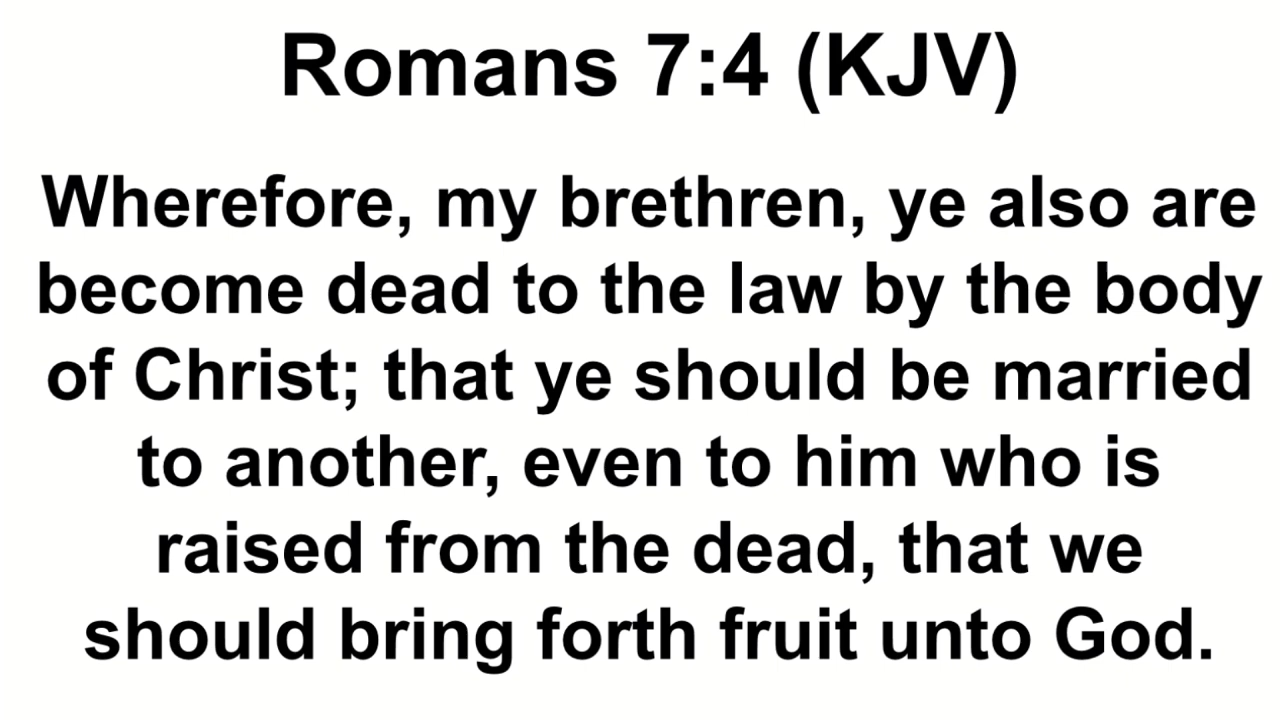 Romans 7:4 (KJV)
Wherefore, my brethren, ye also are
become dead to the law by the body
of Christ; that ye should be married
to another, even to him who is
raised from the dead, that we
should bring forth fruit unto God.